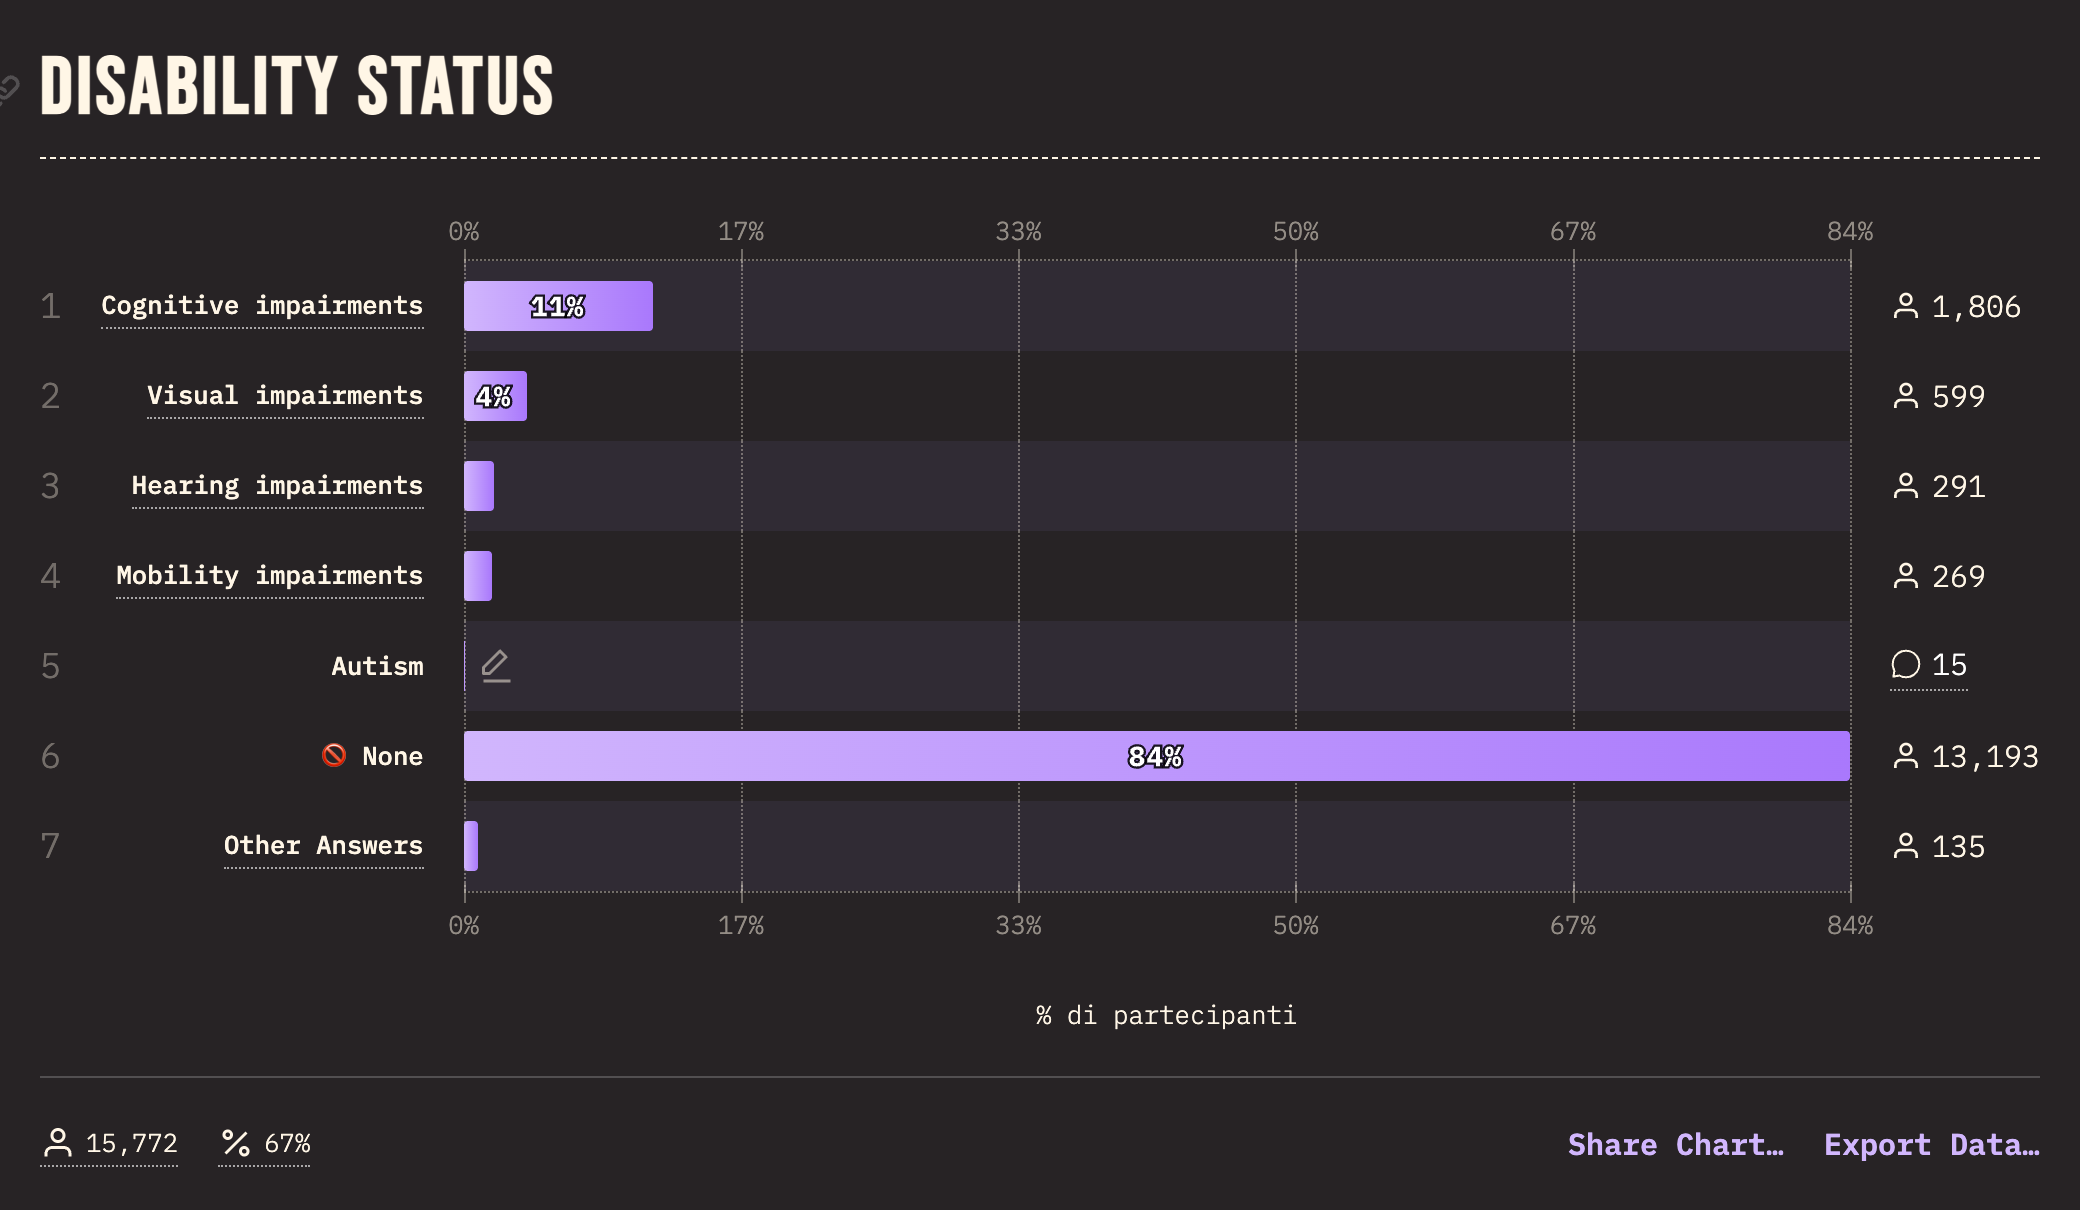 DISABILITY STATUS
0% 17% 33% 50% 67% 84%
1 Cognitive impairments 11% 1,806
2 Visual impairments 4% 599
3 Hearing impairments 291
4 Mobility impairments 269
5 Autism 15
6 🚫 None 84% 13,193
7 Other Answers 135
0% 17% 33% 50% 67% 84%
% di partecipanti
15,772 % 67% Share Chart… Export Data…